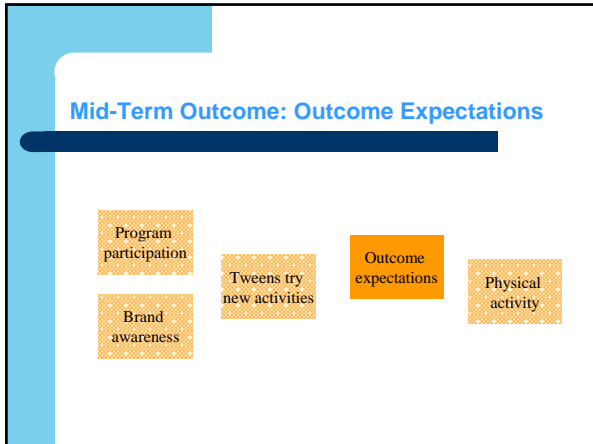 Mid-Term Outcome: Outcome Expectations
Program
participation
Brand
awareness
Tweens try
new activities
Outcome
expectations
Physical
activity